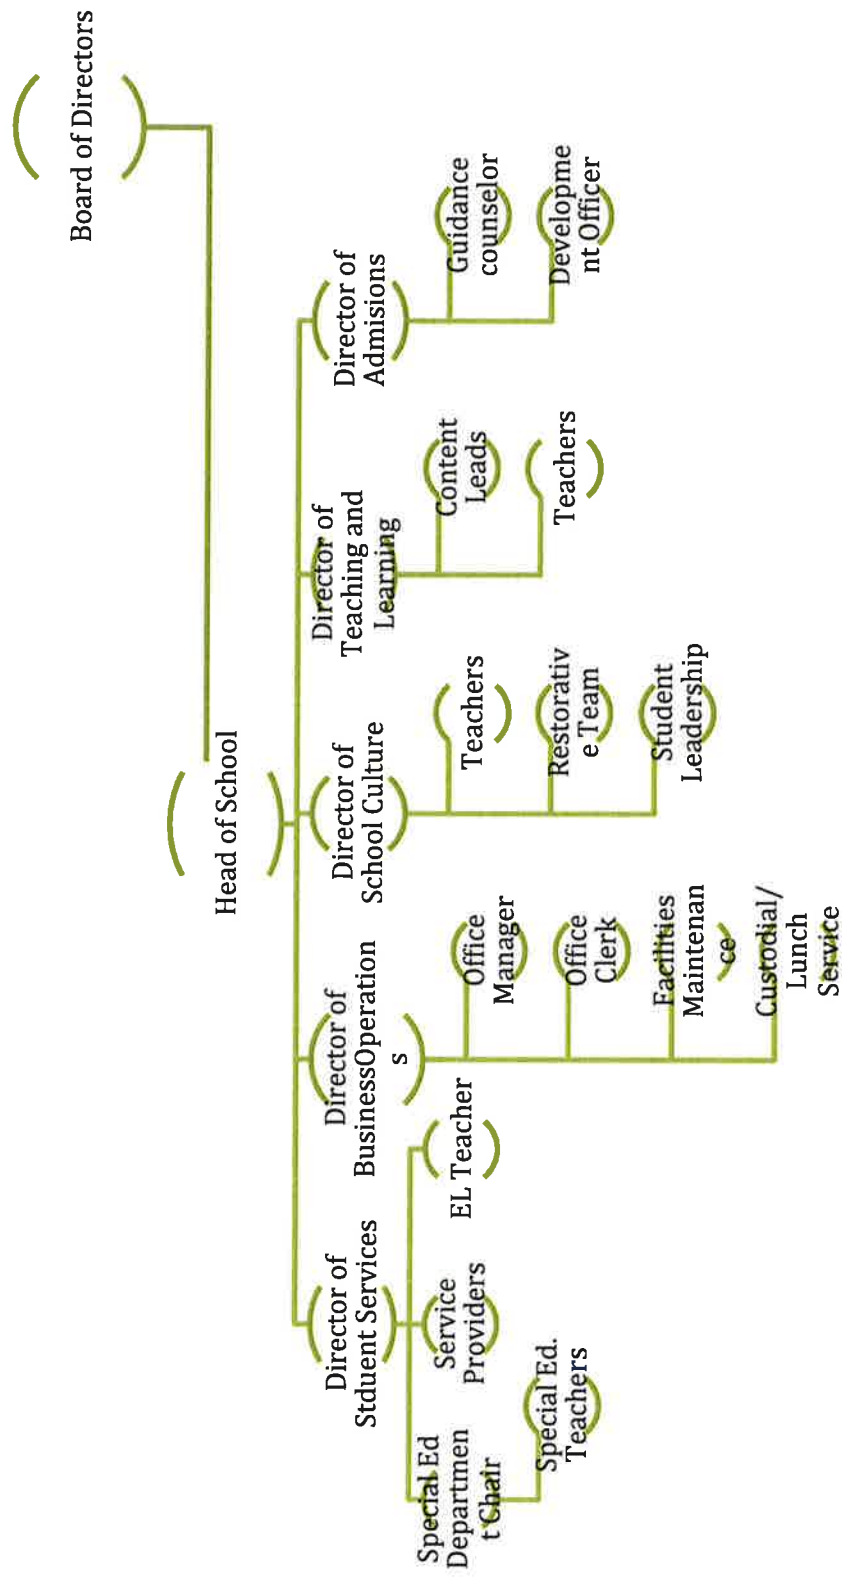 Board of Directors
Head of School
Director of
Stduent Services
Special Ed
Departmen
t Chair
Special Ed.
Teachers
Service
Providers
EL Teacher
Director of
BusinessOperation
s
Office
Manager
Office
Clerk
Facilities
Maintenan
ce
Custodial/
Lunch
Service
Director of
School Culture
Teachers
Restorativ
e Team
Student
Leadership
Director of
Teaching and
Learning
Content
Leads
Teachers
Director of
Admisions
Guidance
counselor
Developme
nt Officer